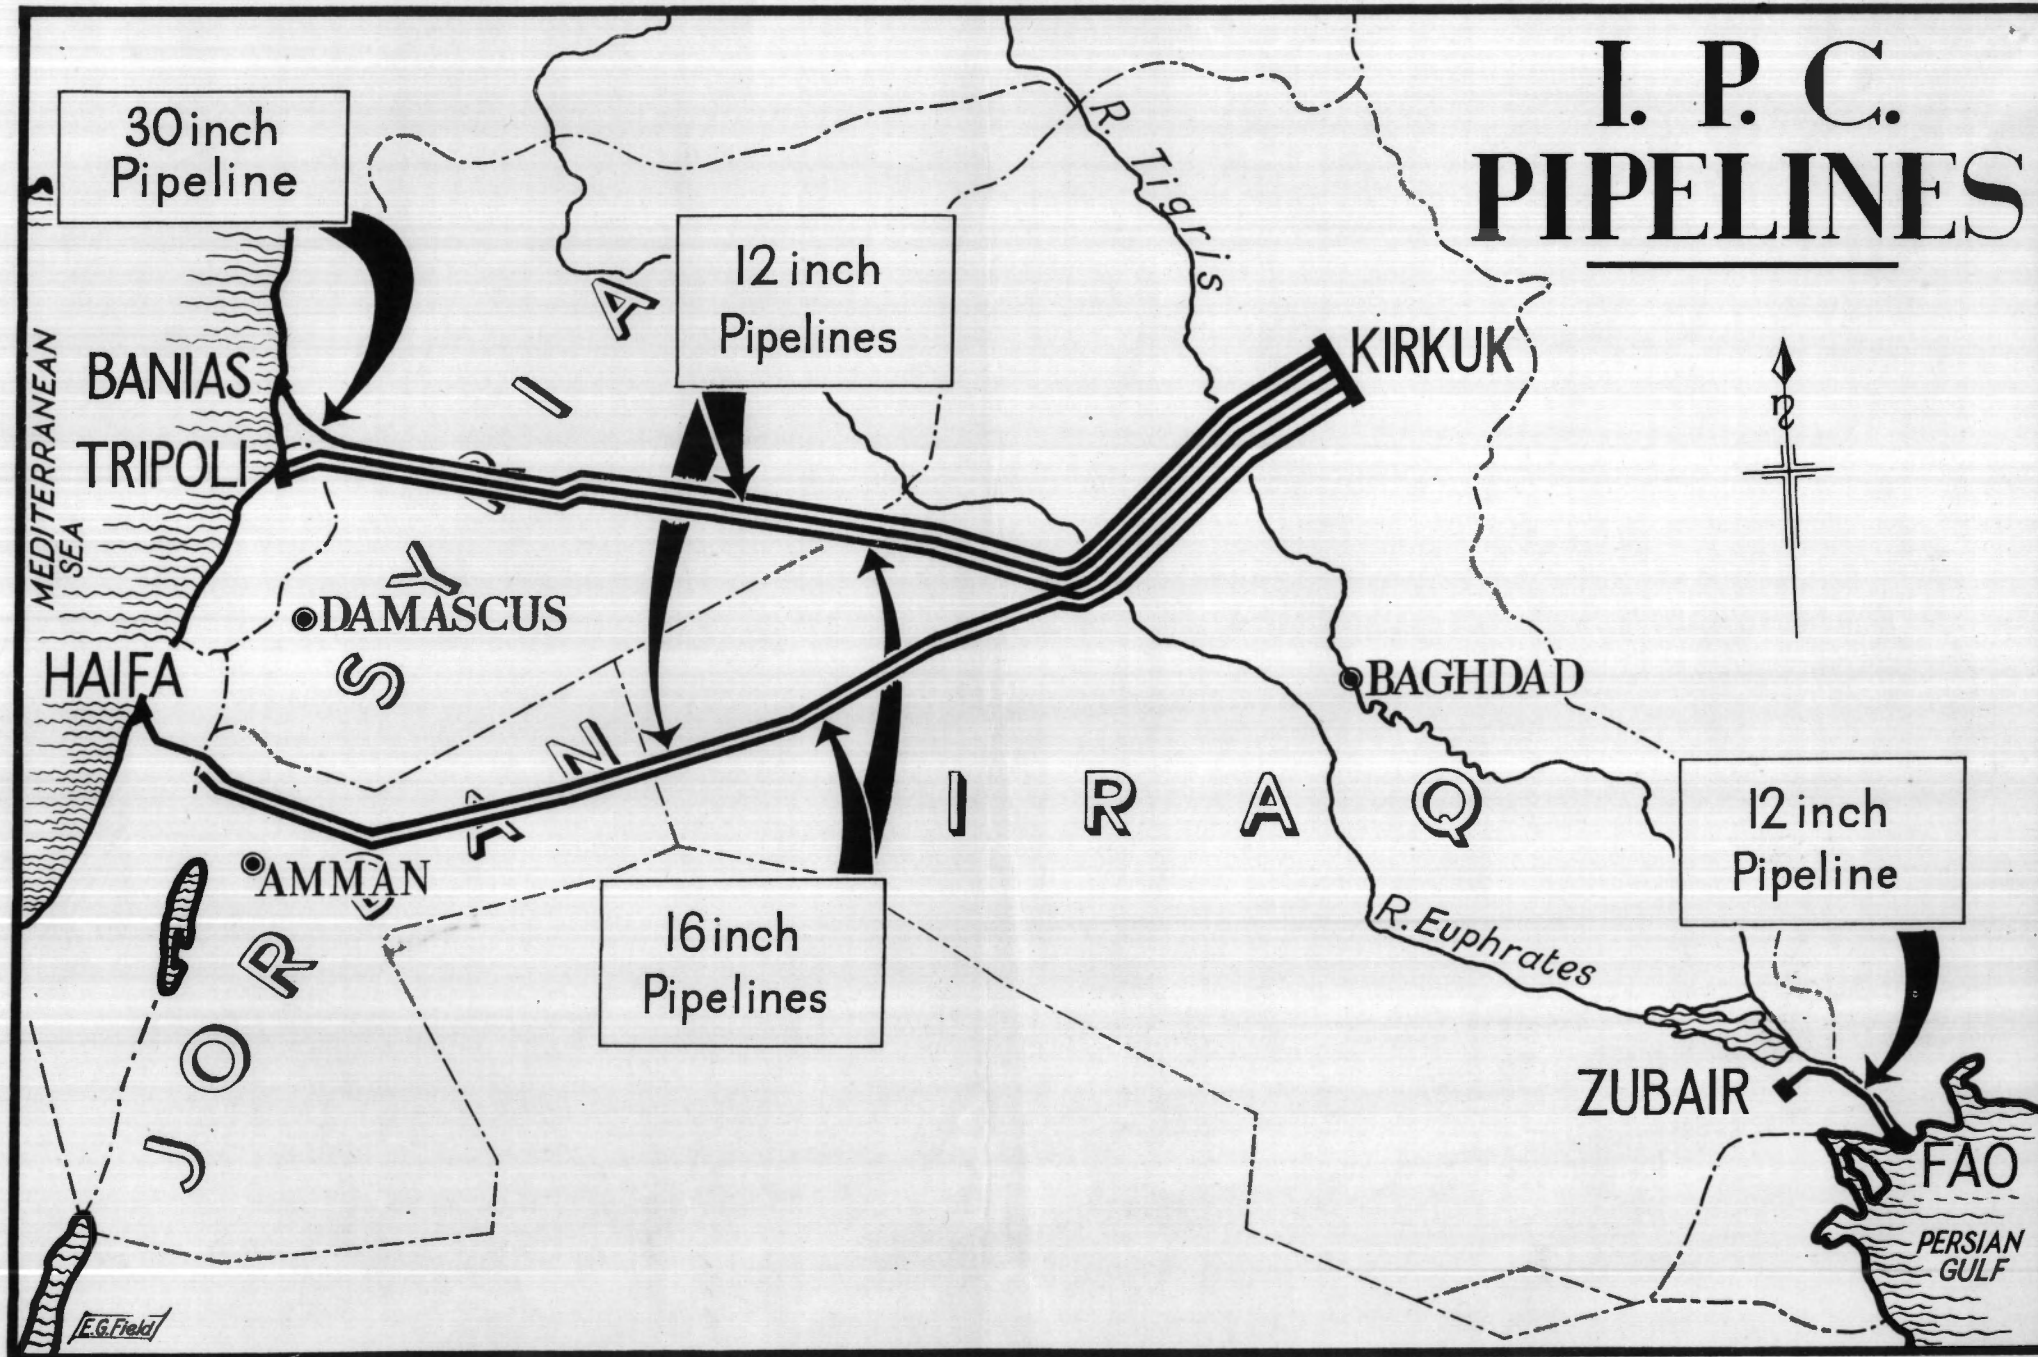 I. P. C.
PIPELINES
30 inch
Pipeline
12 inch
Pipelines
R Tigris
KIRKUK
BANIAS
TRIPOLI
MEDITERRANEAN
SEA
SYRIA
DAMASCUS
HAIFA
BAGHDAD
IRAQ
AMMAN
JORDAN
16 inch
Pipelines
12 inch
Pipeline
R. Euphrates
ZUBAIR
FAO
PERSIAN
GULF
E.G.Field
n